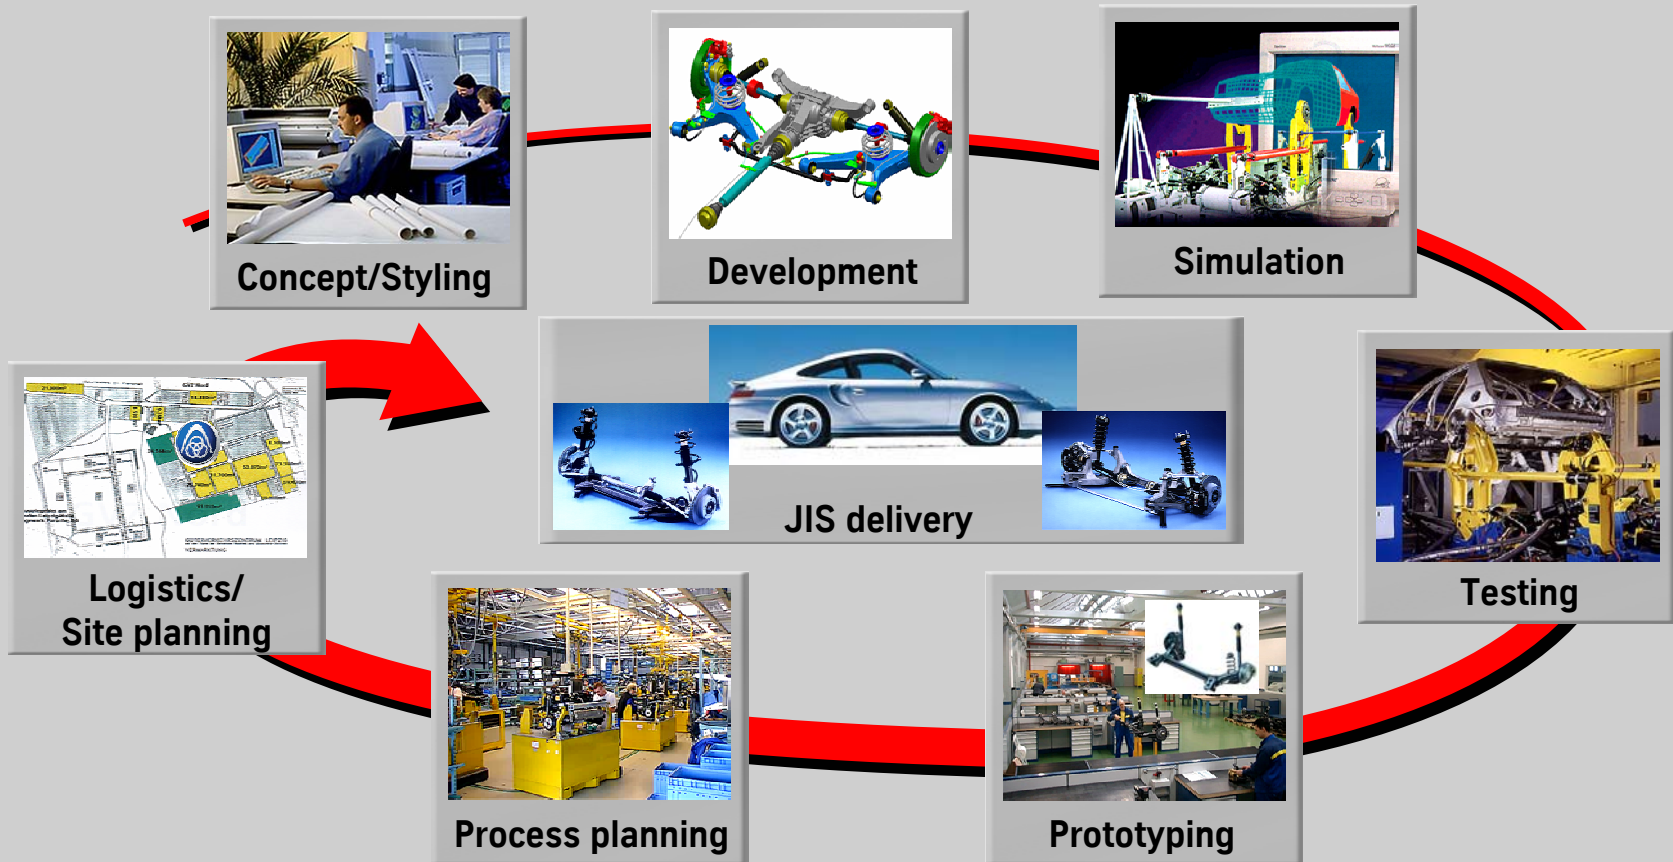 Concept/Styling
Development
Simulation
Testing
Prototyping
Process planning
Logistics/
Site planning
JIS delivery